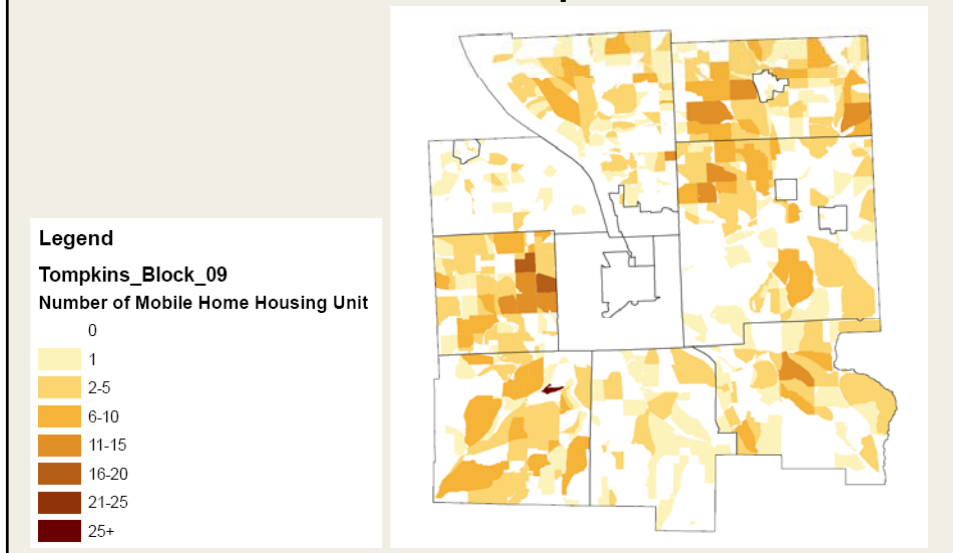 Legend
Tompkins_Block_09
Number of Mobile Home Housing Unit
0
1
2-5
6-10
11-15
16-20
21-25
25+